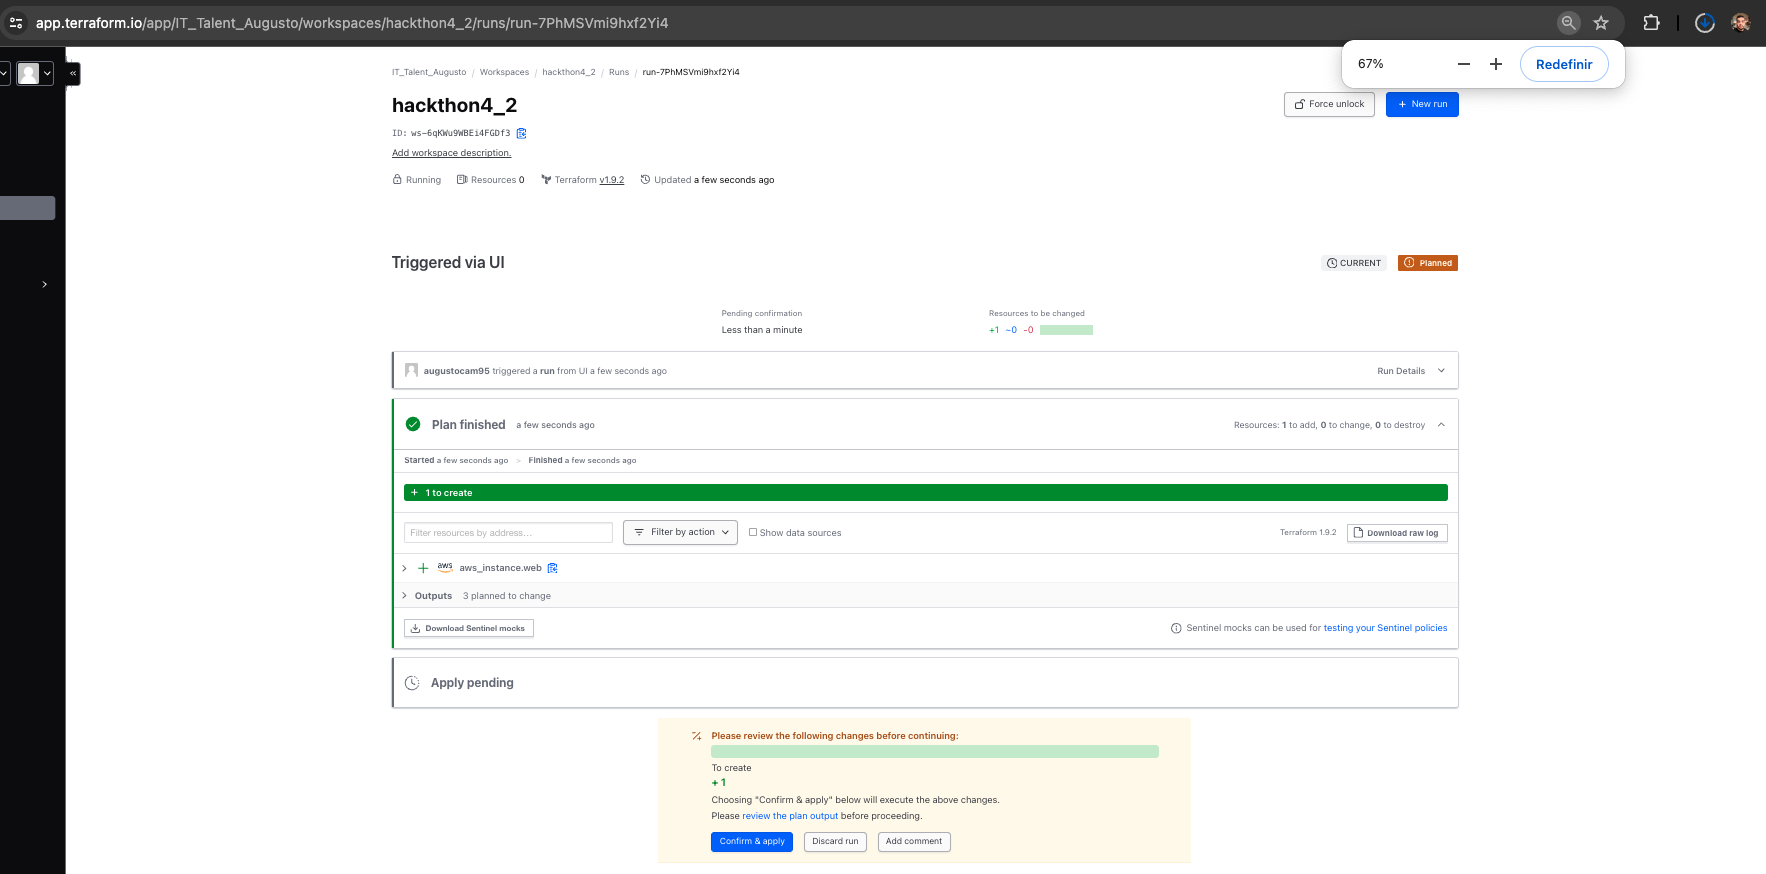 app.terraform.io/app/IT_Talent_Augusto/workspaces/hackthon4_2/runs/run-7PhMSVmi9hxf2Yi4
67%
Redefinir
IT_Talent_Augusto / Workspaces / hackthon4_2 / Runs / run-7PhMSVmi9hxf2Yi4
hackthon4_2
Force unlock
+ New run
ID: ws-6qKWu9WBEi4FGDf3
Add workspace description.
Running
Resources 0
Terraform v1.9.2
Updated a few seconds ago
Triggered via UI
CURRENT
Planned
Pending confirmation
Less than a minute
Resources to be changed
+1 ~0 -0
augustocam95 triggered a run from UI a few seconds ago
Run Details
Plan finished a few seconds ago
Resources: 1 to add, 0 to change, 0 to destroy
Started a few seconds ago > Finished a few seconds ago
+ 1 to create
Filter resources by address...
Filter by action
Show data sources
Terraform 1.9.2
Download raw log
aws aws_instance.web
Outputs 3 planned to change
Download Sentinel mocks
Sentinel mocks can be used for testing your Sentinel policies
Apply pending
Please review the following changes before continuing:
To create
+ 1
Choosing "Confirm & apply" below will execute the above changes.
Please review the plan output before proceeding.
Confirm & apply
Discard run
Add comment